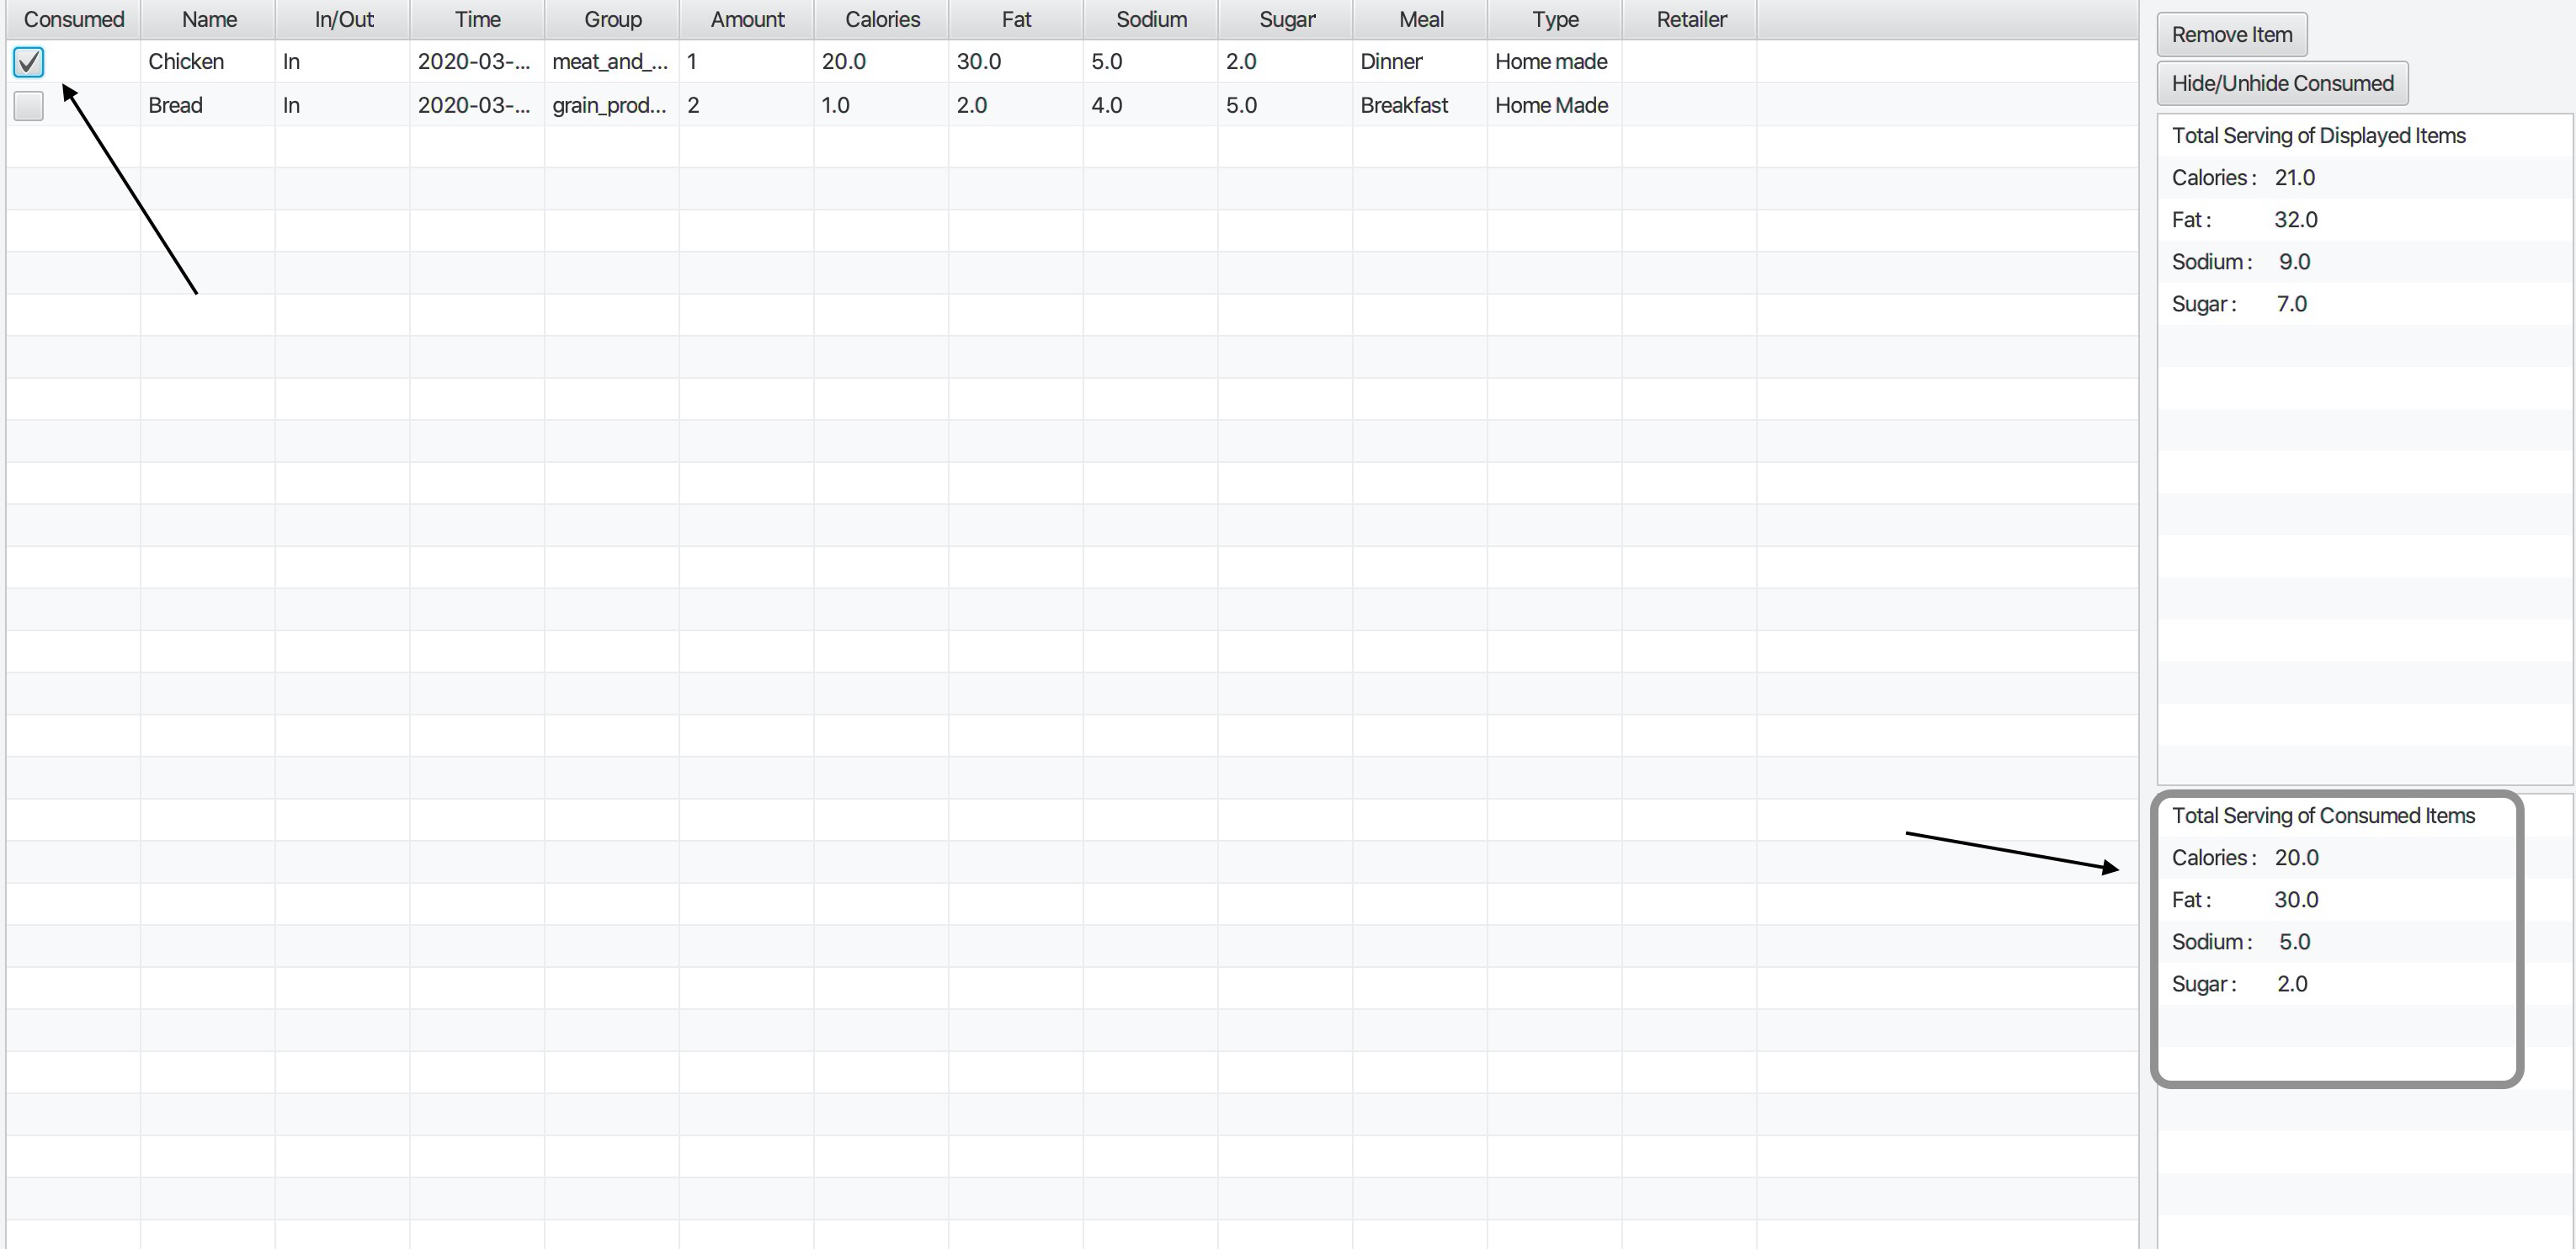 Consumed Name In/Out Time Group Amount Calories Fat Sodium Sugar Meal Type Retailer
Chicken In 2020-03-... meat_and_... 1 20.0 30.0 5.0 2.0 Dinner Home made
Bread In 2020-03-... grain_prod... 2 1.0 2.0 4.0 5.0 Breakfast Home Made
Remove Item
Hide/Unhide Consumed
Total Serving of Displayed Items
Calories : 21.0
Fat : 32.0
Sodium : 9.0
Sugar : 7.0
Total Serving of Consumed Items
Calories : 20.0
Fat : 30.0
Sodium : 5.0
Sugar : 2.0